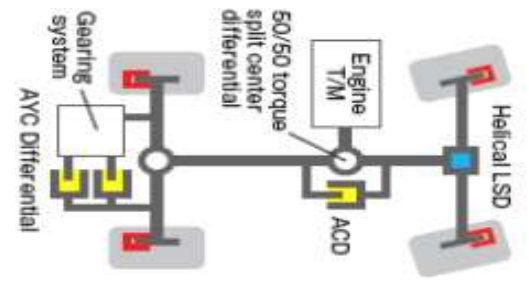 Helical LSD
Engine
T/M
ACD
50/50 torque
split center
differential
Gearing
system
AYC Differential